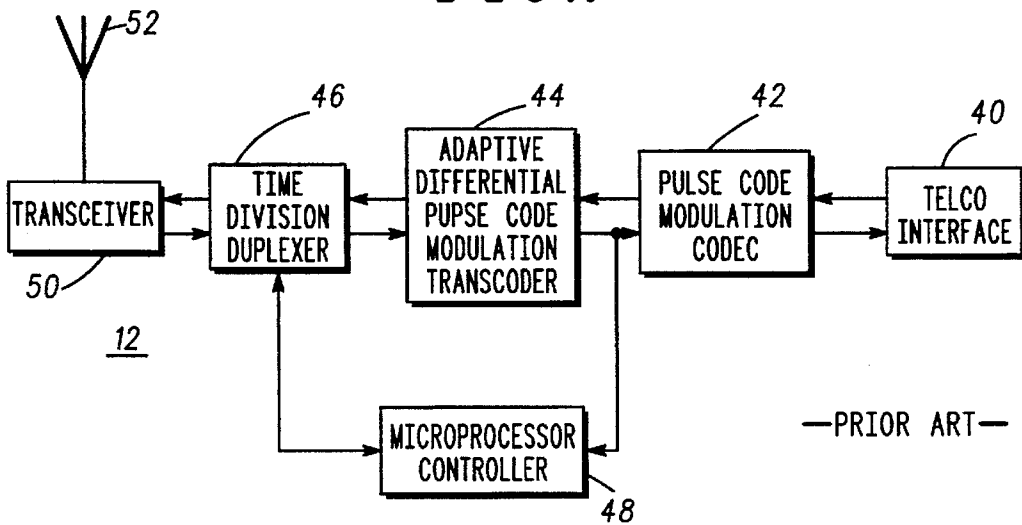 52
46
44
42
40
TRANSCEIVER
TIME
DIVISION
DUPLEXER
ADAPTIVE
DIFFERENTIAL
PUPSE CODE
MODULATION
TRANSCODER
PULSE CODE
MODULATION
CODEC
TELCO
INTERFACE
50
12
MICROPROCESSOR
CONTROLLER
48
—PRIOR ART—